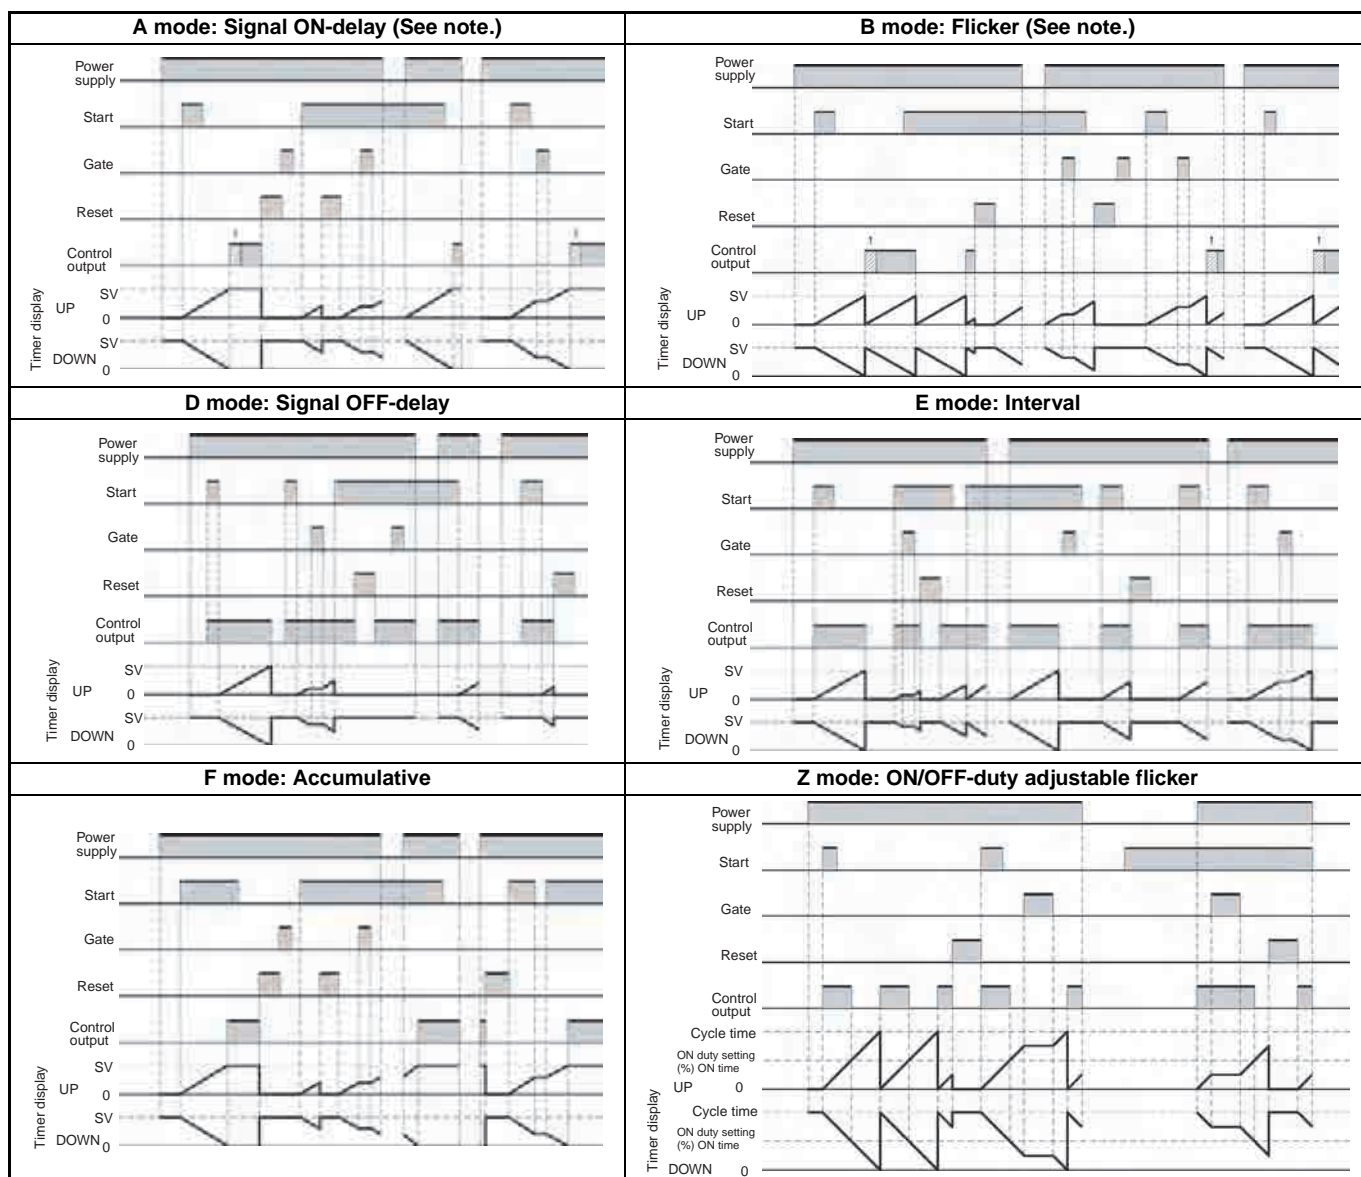 A mode: Signal ON-delay (See note.)
Power
supply
Start
Gate
Reset
Control
output
t
Timer display
UP
SV
0
DOWN
SV
0
B mode: Flicker (See note.)
Power
supply
Start
Gate
Reset
Control
output
t
t
t
Timer display
UP
SV
0
DOWN
SV
0
D mode: Signal OFF-delay
Power
supply
Start
Gate
Reset
Control
output
Timer display
UP
SV
0
DOWN
SV
0
E mode: Interval
Power
supply
Start
Gate
Reset
Control
output
Timer display
UP
SV
0
DOWN
SV
0
F mode: Accumulative
Power
supply
Start
Gate
Reset
Control
output
Timer display
UP
SV
0
DOWN
SV
0
Z mode: ON/OFF-duty adjustable flicker
Power
supply
Start
Gate
Reset
Control
output
Timer display
Cycle time
ON duty setting
(%) ON time
UP 0
Cycle time
ON duty setting
(%) ON time
DOWN 0